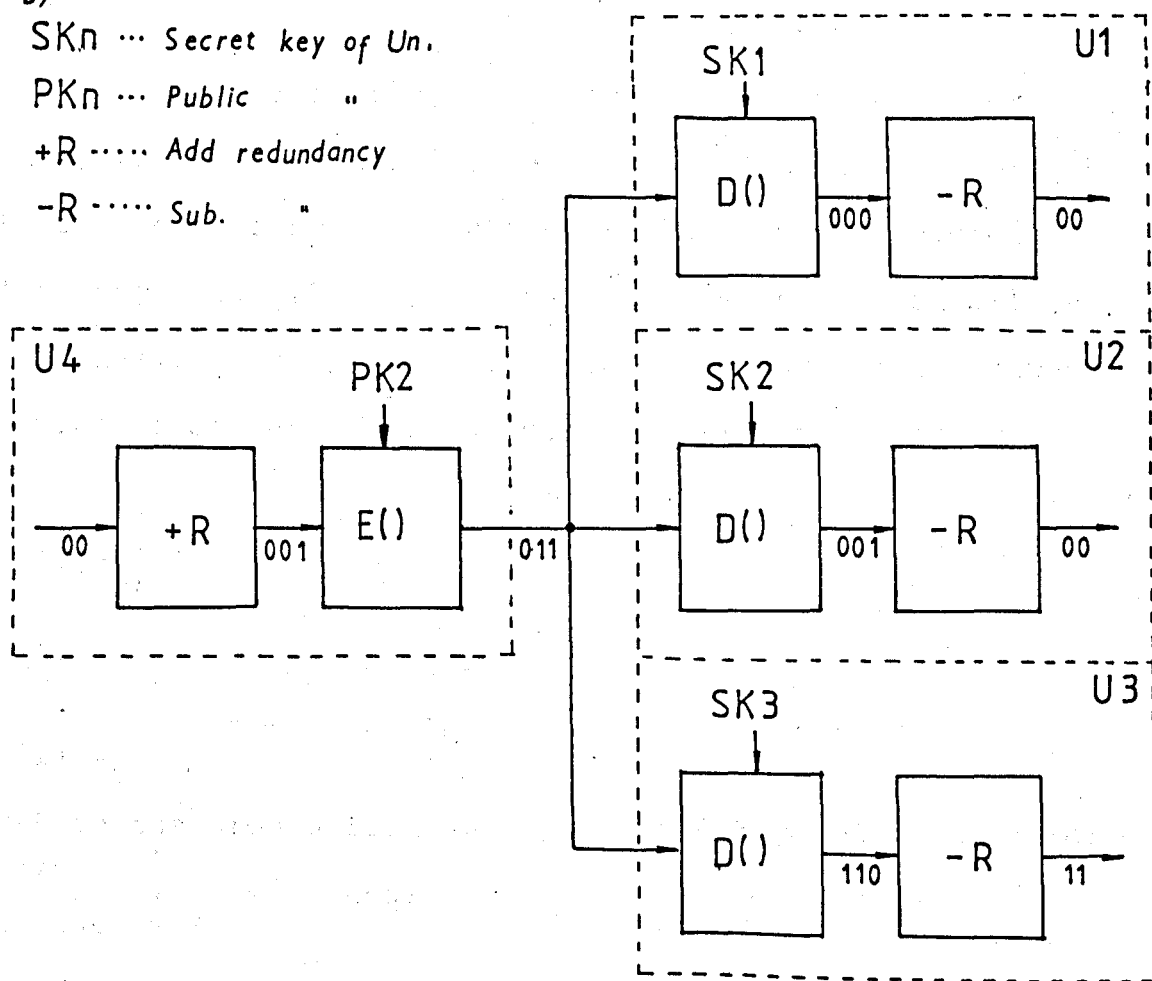 SKn ... Secret key of Un.
PKn ... Public "
+R ..... Add redundancy
-R ..... Sub. "
U1
SK1
D()
000
-R
00
U4
PK2
00
+R
001
E()
011
U2
SK2
D()
001
-R
00
U3
SK3
D()
110
-R
11